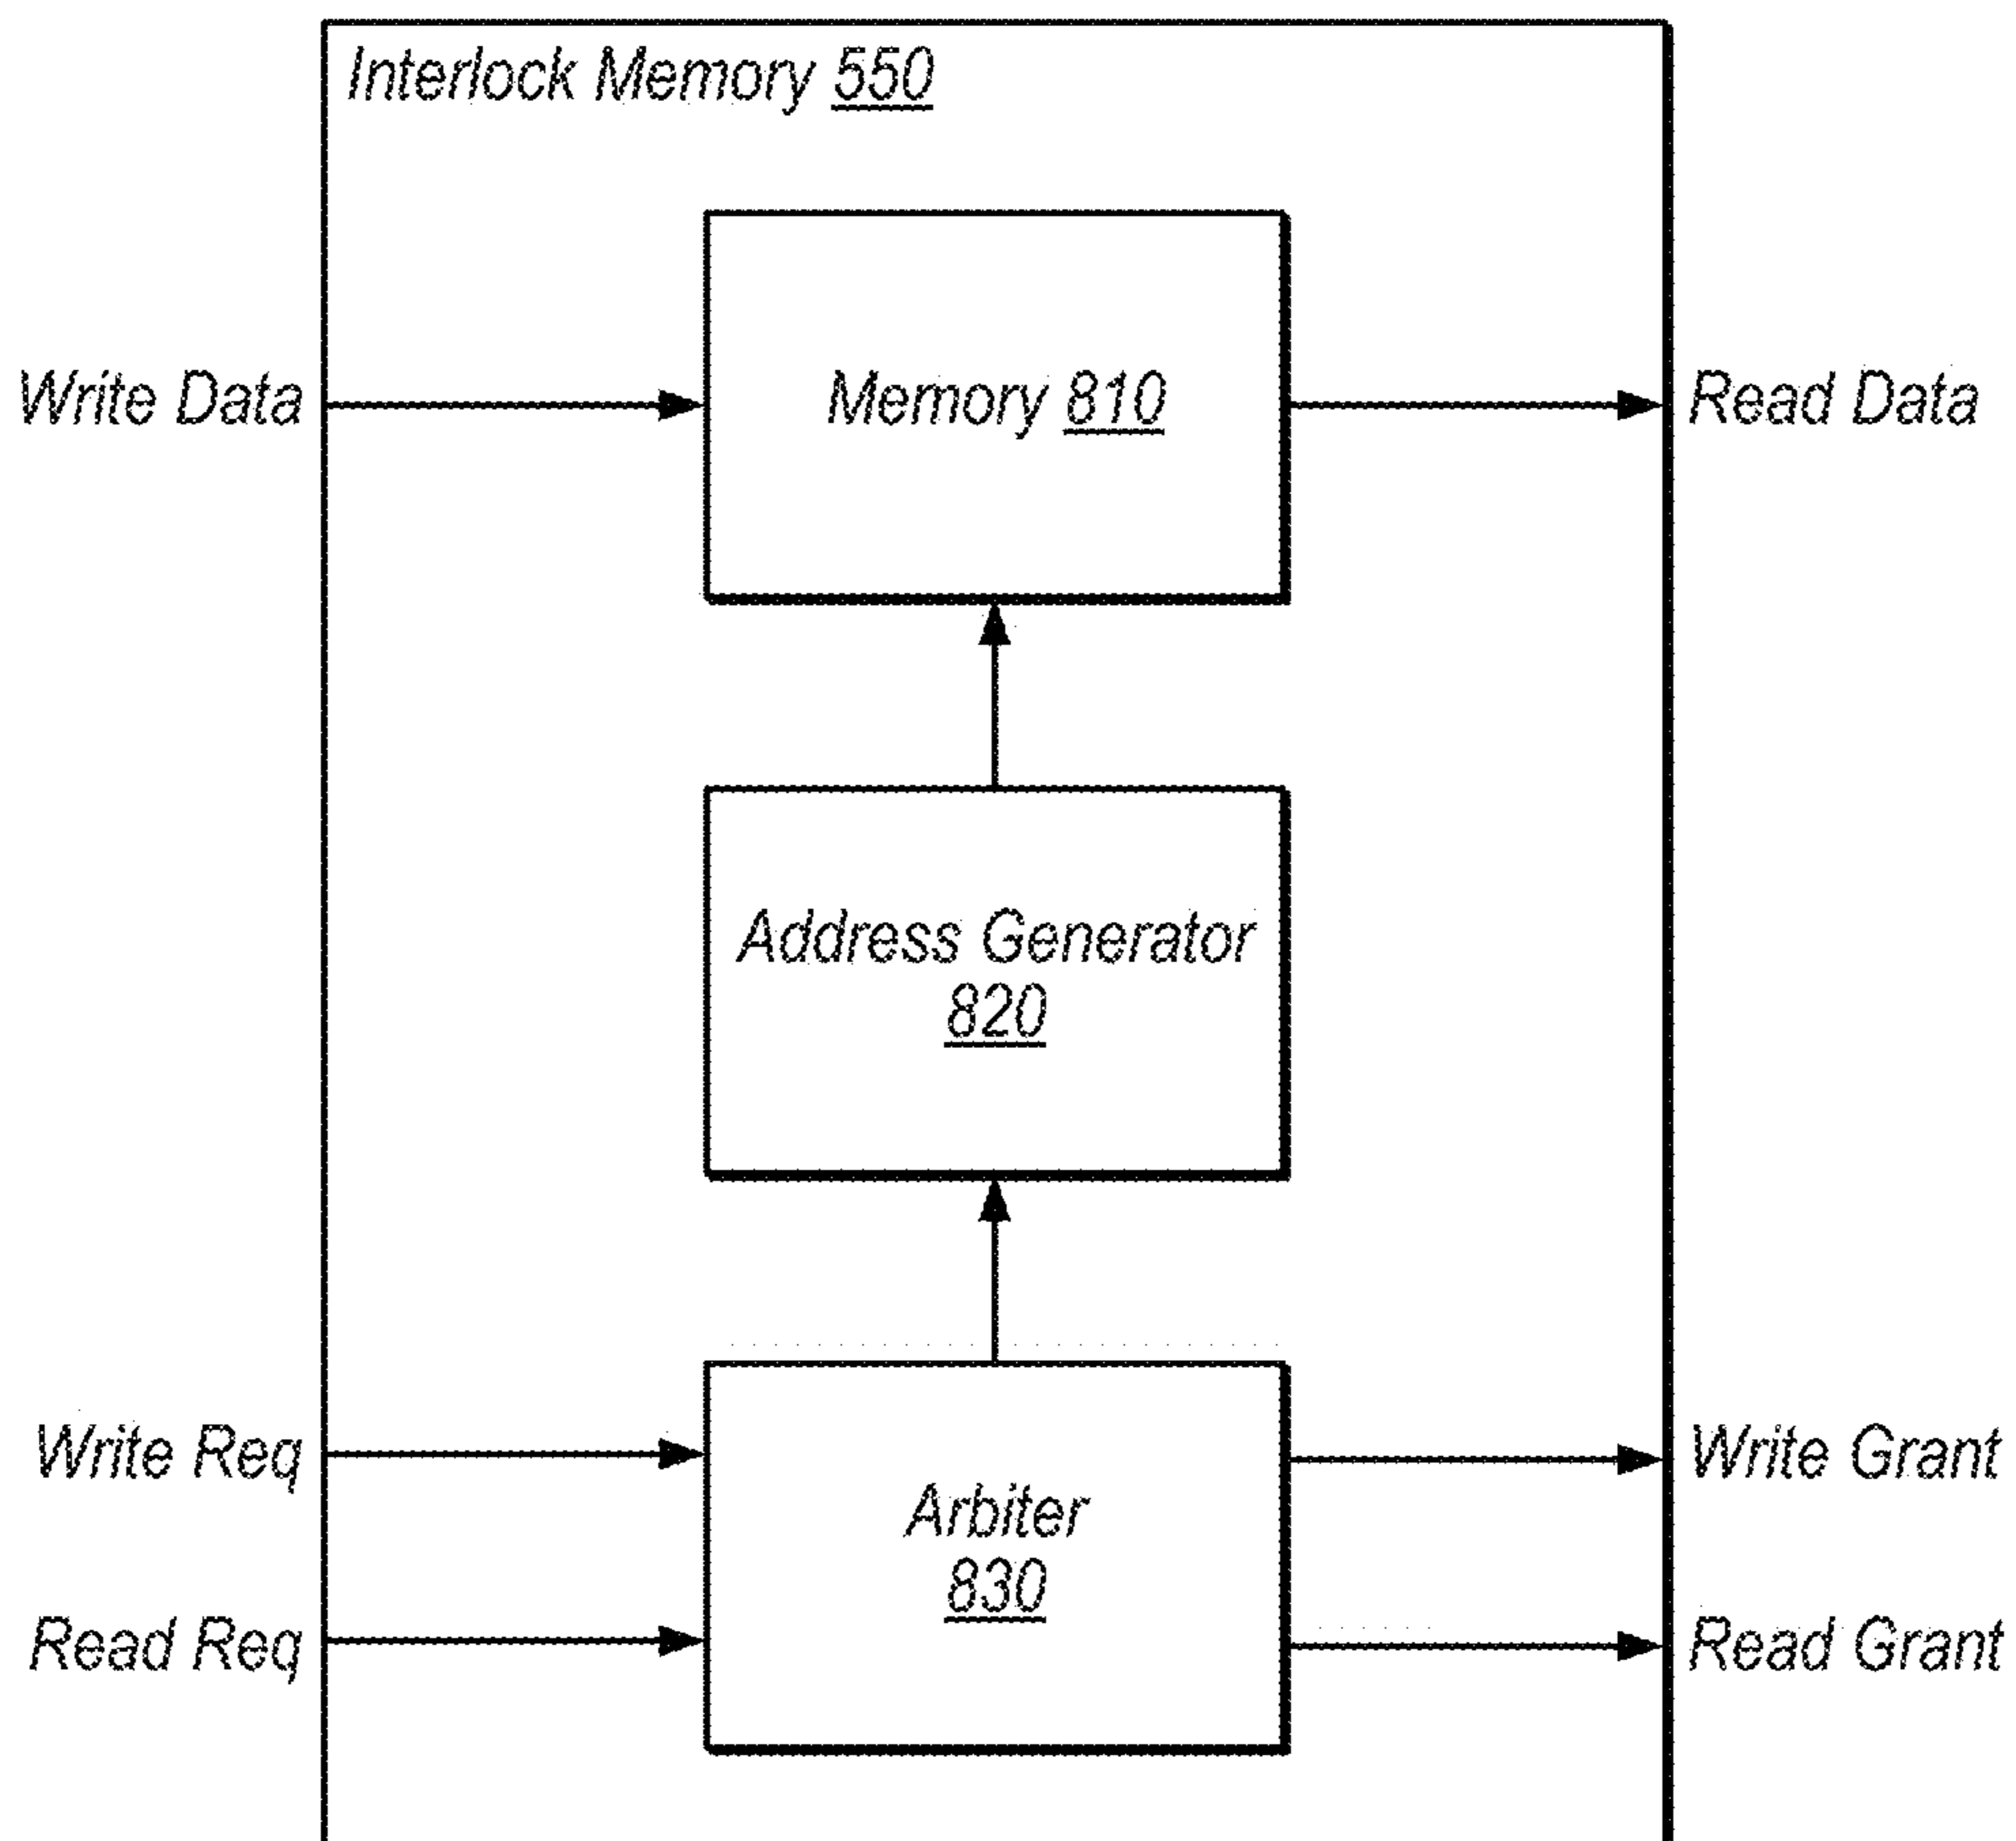 Interlock Memory 550
Write Data
Memory 810
Read Data
Address Generator
820
Write Req
Read Req
Arbiter
830
Write Grant
Read Grant